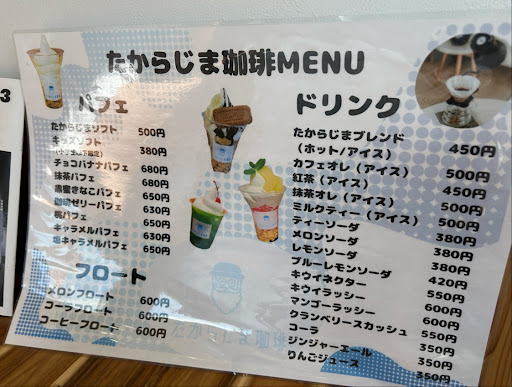 たからじま珈琲MENU
パフェ
たからじまソフト 500円
キッズソフト
(小学生以下限定) 380円
チョコバナナパフェ 680円
抹茶パフェ 680円
黒蜜きなこパフェ 650円
珈琲ゼリーパフェ 630円
桃パフェ 650円
キャラメルパフェ 630円
塩キャラメルパフェ 650円
フロート
メロンフロート 600円
コーラフロート 600円
コーヒーフロート 600円
ドリンク
たからじまブレンド
(ホット/アイス) 450円
カフェオレ(アイス) 500円
紅茶(アイス) 450円
抹茶オレ(アイス) 500円
ミルクティー(アイス) 500円
ティーソーダ 380円
メロンソーダ 380円
レモンソーダ 380円
ブルーレモンソーダ 420円
キウイネクター 550円
キウイラッシー 600円
マンゴーラッシー 600円
クランベリースカッシュ 550円
コーラ 350円
ジンジャーエール 350円
りんごジュース 350円
たからじま珈琲
3